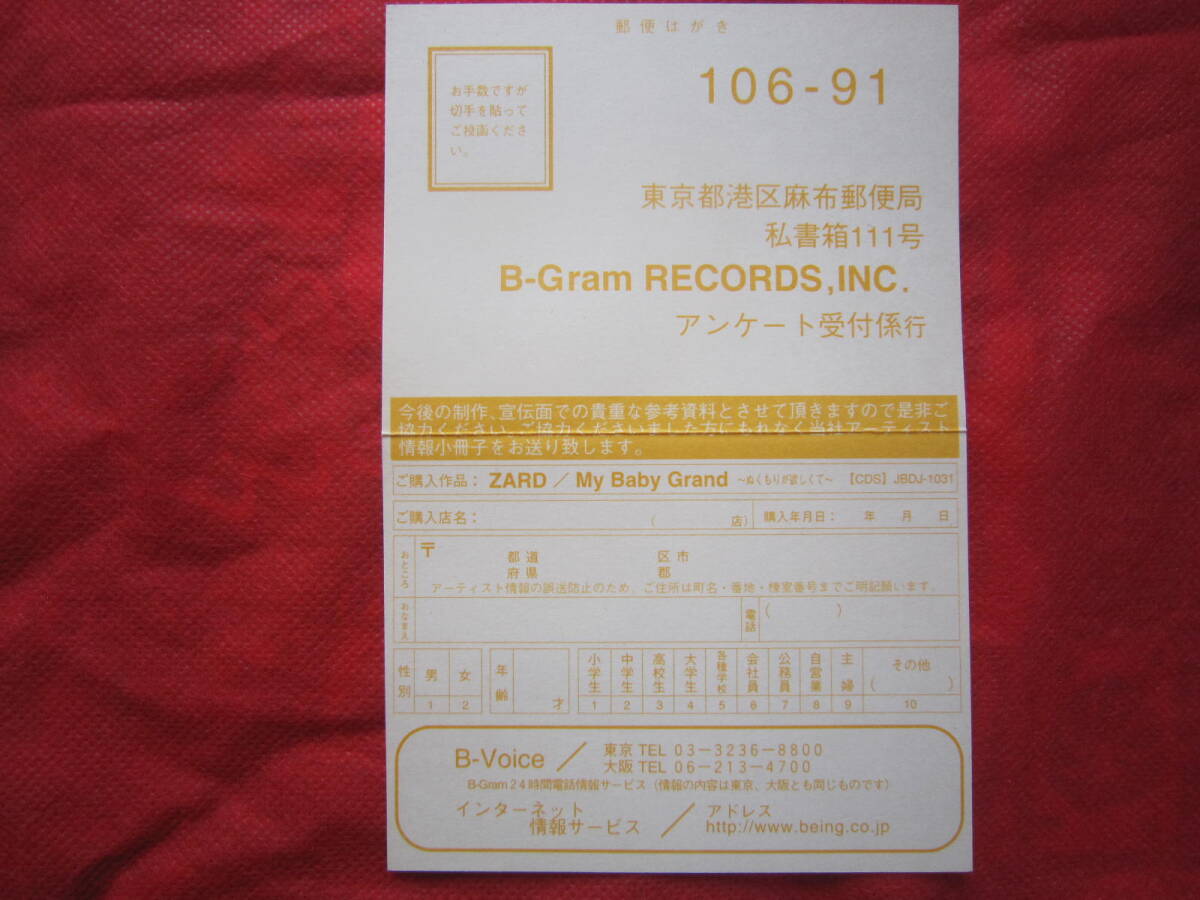 郵便はがき
お手数ですが
切手を貼って
ご投函くださ
い。
106-91
東京都港区麻布郵便局
私書箱111号
B-Gram RECORDS,INC.
アンケート受付係行
今後の制作、宣伝面での貴重な参考資料とさせて頂きますので是非ご
協力ください。ご協力くださいました方にもれなく当社アーティスト
情報小冊子をお送り致します。
ご購入作品: ZARD / My Baby Grand ~ぬくもりが欲しくて~ 【CDS】JBDJ-1031
ご購入店名: ( 店) 購入年月日: 年 月 日
おところ 〒 都道 区市
府県 郡
アーティスト情報の誤送防止のため、ご住所は町名・番地・棟室番号までご明記願います。
おなまえ 電話 ( )
性別 男 女 年齢 才 小学生 中学生 高校生 大学生 各種学校 会社員 公務員 自営業 主婦 その他 ( )
1 2 1 2 3 4 5 6 7 8 9 10
B-Voice / 東京 TEL 03-3236-8800
大阪 TEL 06-213-4700
B-Gram24時間電話情報サービス(情報の内容は東京、大阪とも同じものです)
インターネット / アドレス
情報サービス http://www.being.co.jp